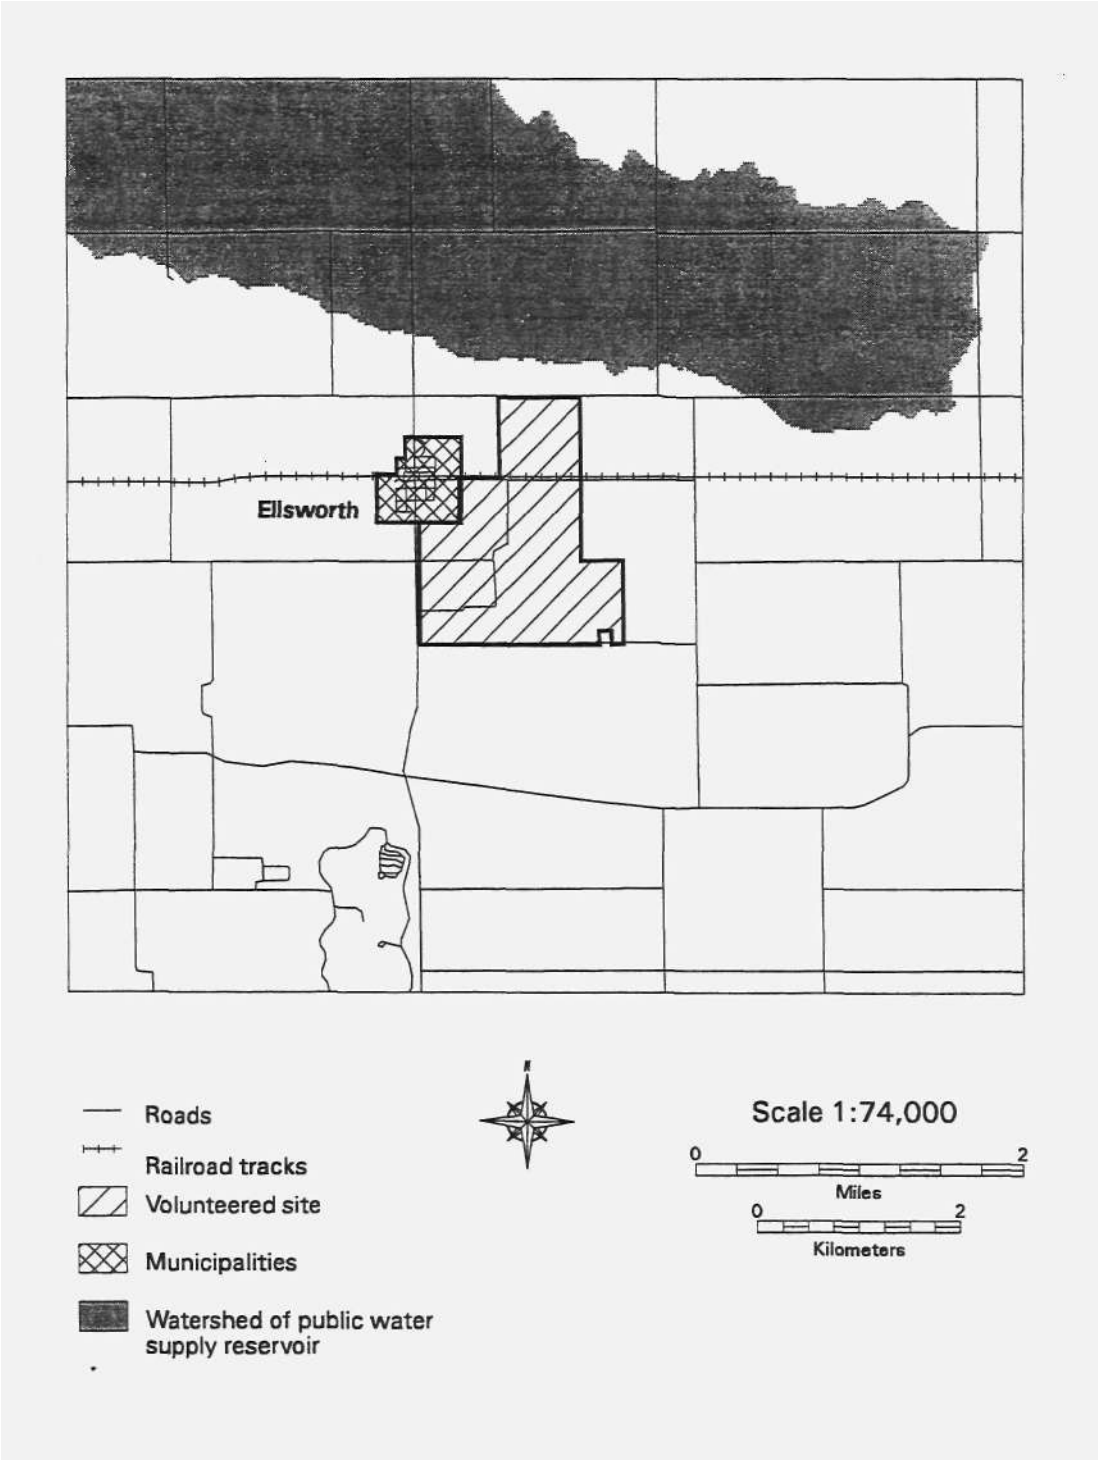 Ellsworth
N
Roads
Railroad tracks
Volunteered site
Municipalities
Watershed of public water
supply reservoir
Scale 1:74,000
0 2
Miles
0 2
Kilometers